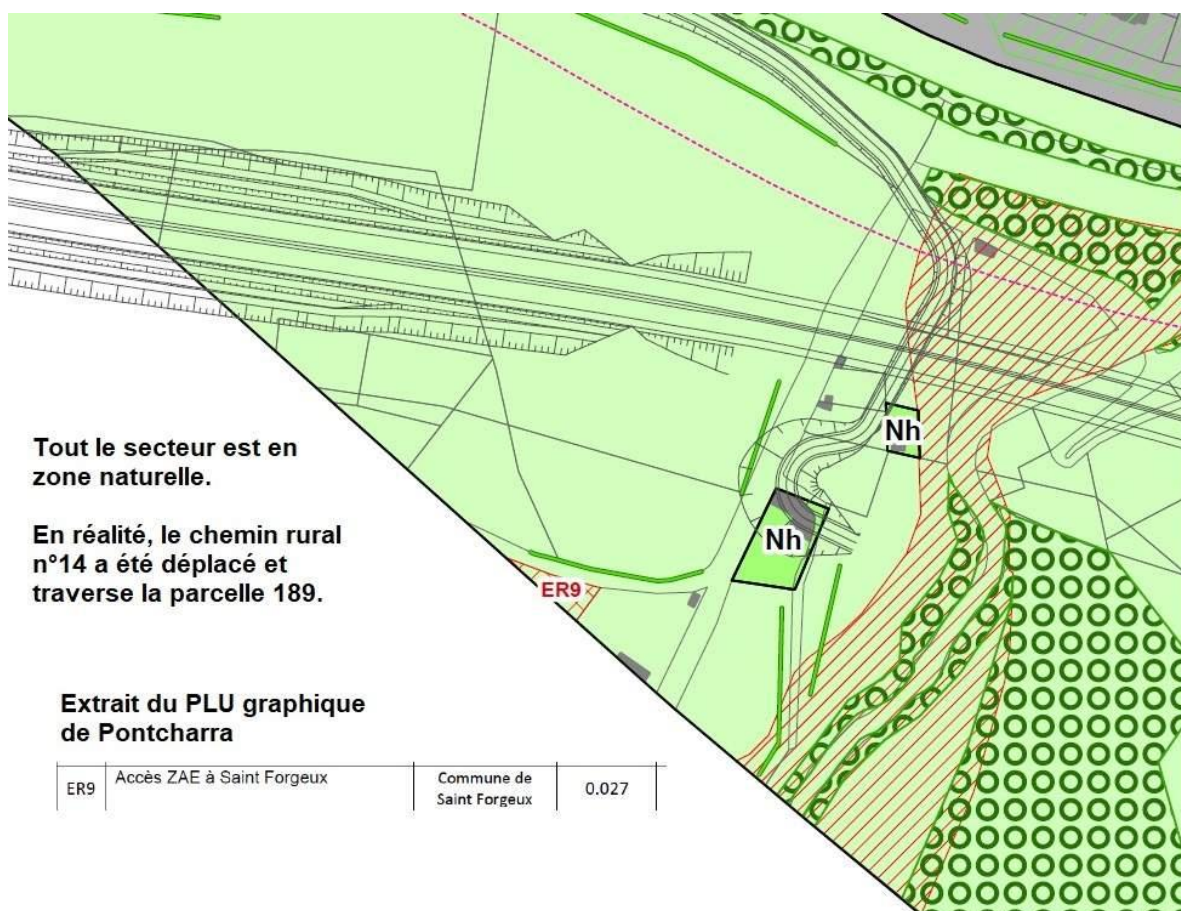 Nh
Nh
ER9
Tout le secteur est en
zone naturelle.
En réalité, le chemin rural
n°14 a été déplacé et
traverse la parcelle 189.
Extrait du PLU graphique
de Pontcharra
ER9 Accès ZAE à Saint Forgeux Commune de Saint Forgeux 0.027